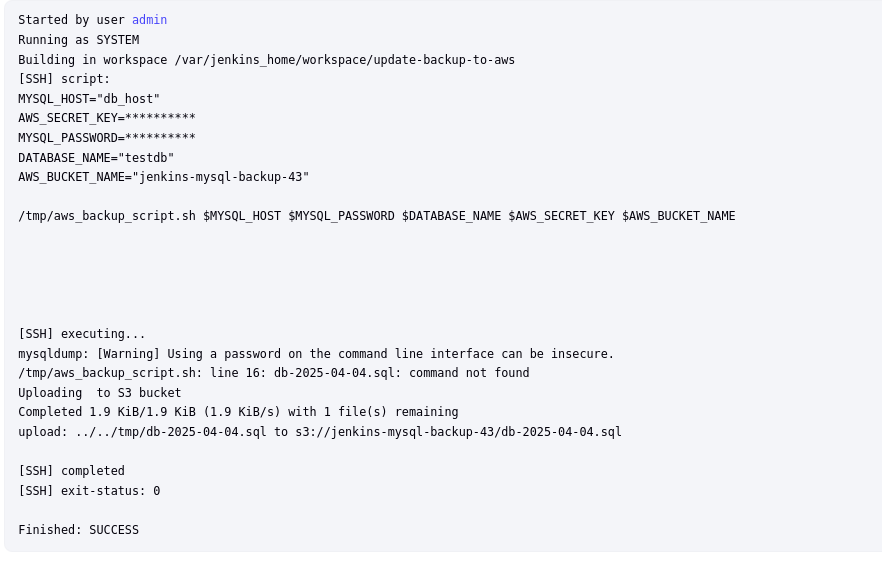 Started by user admin
Running as SYSTEM
Building in workspace /var/jenkins_home/workspace/update-backup-to-aws
[SSH] script:
MYSQL_HOST="db_host"
AWS_SECRET_KEY=**********
MYSQL_PASSWORD=**********
DATABASE_NAME="testdb"
AWS_BUCKET_NAME="jenkins-mysql-backup-43"
/tmp/aws_backup_script.sh $MYSQL_HOST $MYSQL_PASSWORD $DATABASE_NAME $AWS_SECRET_KEY $AWS_BUCKET_NAME
[SSH] executing...
mysqldump: [Warning] Using a password on the command line interface can be insecure.
/tmp/aws_backup_script.sh: line 16: db-2025-04-04.sql: command not found
Uploading  to S3 bucket
Completed 1.9 KiB/1.9 KiB (1.9 KiB/s) with 1 file(s) remaining
upload: ../../tmp/db-2025-04-04.sql to s3://jenkins-mysql-backup-43/db-2025-04-04.sql
[SSH] completed
[SSH] exit-status: 0
Finished: SUCCESS